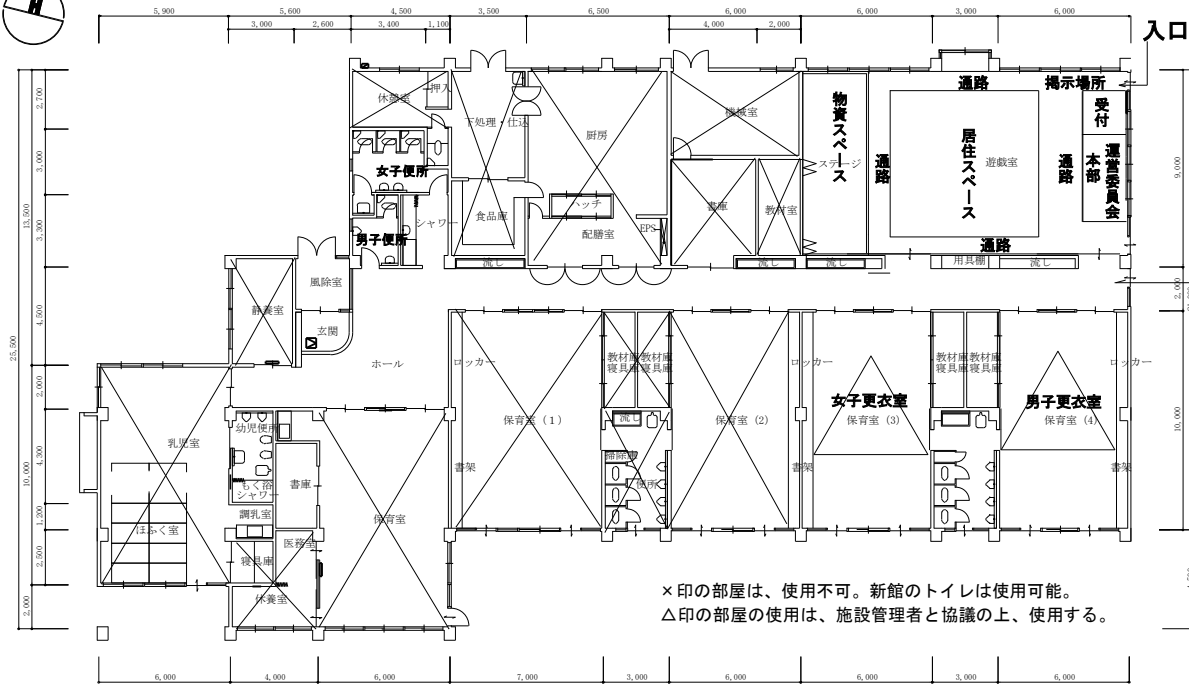 5,900
5,600
4,500
3,500
6,500
6,000
6,000
3,000
6,000
3,000
2,600
3,400
1,100
4,000
2,000
入口
休憩室
押入
下処理・仕込
厨房
機械室
物資スペース
ステージ
通路
通路
掲示場所
受付
居住スペース
遊戯室
通路
運営委員会
本部
女子便所
男子便所
シャワー
食品庫
ハッチ
配膳室
EPS
書庫
教材室
通路
流し
流し
流し
用具棚
流し
2,700
3,000
3,300
13,500
4,500
25,500
2,000
4,300
10,000
1,200
2,500
2,000
9,000
2,000
10,000
静養室
風除室
玄関
ホール
ロッカー
教材庫
寝具庫
教材庫
寝具庫
ロッカー
教材庫
寝具庫
教材庫
寝具庫
ロッカー
乳児室
幼児便所
保育室(1)
流し
保育室(2)
女子更衣室
保育室(3)
男子更衣室
保育室(4)
もく浴
シャワー
書庫
書架
掃除庫
便所
書架
書架
ほふく室
調乳室
保育室
医務室
寝具庫
休養室
×印の部屋は、使用不可。新館のトイレは使用可能。
△印の部屋の使用は、施設管理者と協議の上、使用する。
6,000
4,000
6,000
7,000
3,000
6,000
6,000
3,000
6,000